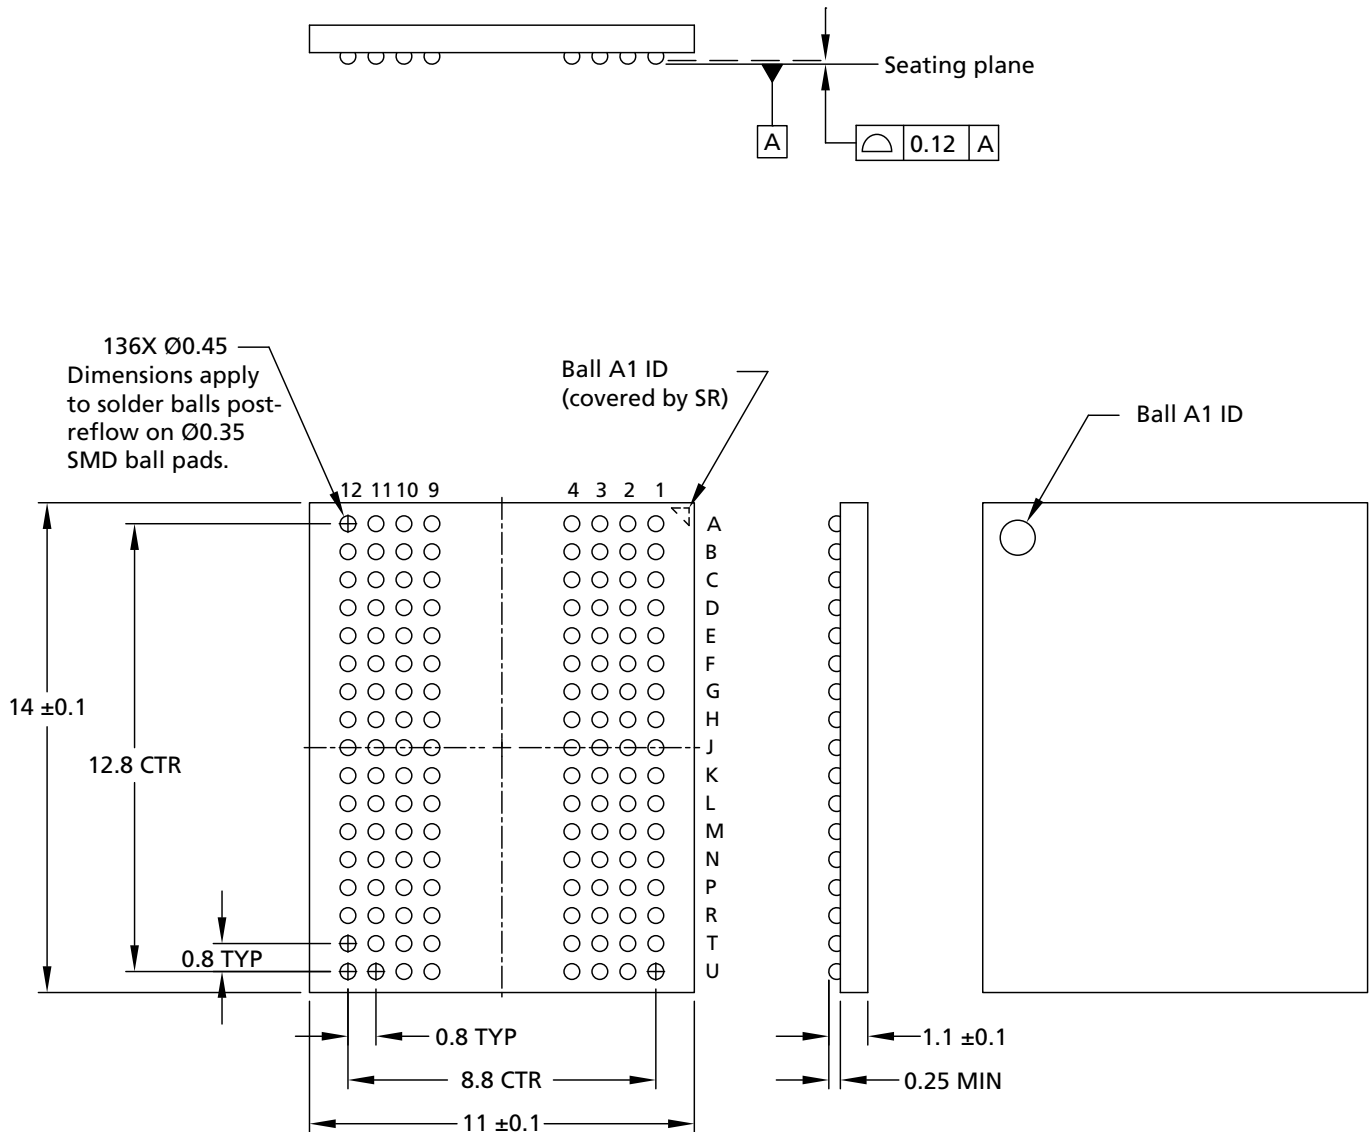 Seating plane
A
0.12 A
136X Ø0.45
Dimensions apply
to solder balls post-
reflow on Ø0.35
SMD ball pads.
Ball A1 ID
(covered by SR)
Ball A1 ID
12 11 10 9 4 3 2 1
A
B
C
D
E
F
G
H
J
K
L
M
N
P
R
T
U
14 ±0.1
12.8 CTR
0.8 TYP
0.8 TYP
8.8 CTR
11 ±0.1
1.1 ±0.1
0.25 MIN